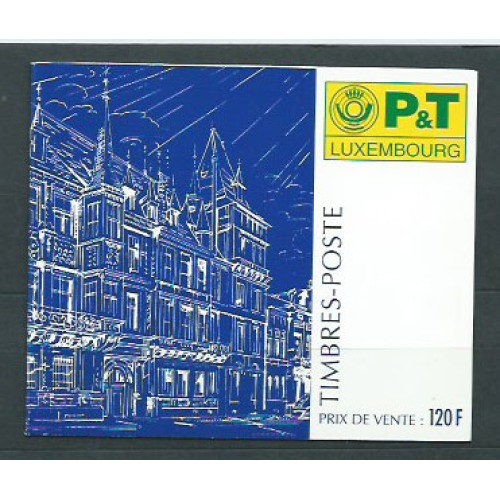 P&T
LUXEMBOURG
TIMBRES-POSTE
PRIX DE VENTE : 120 F